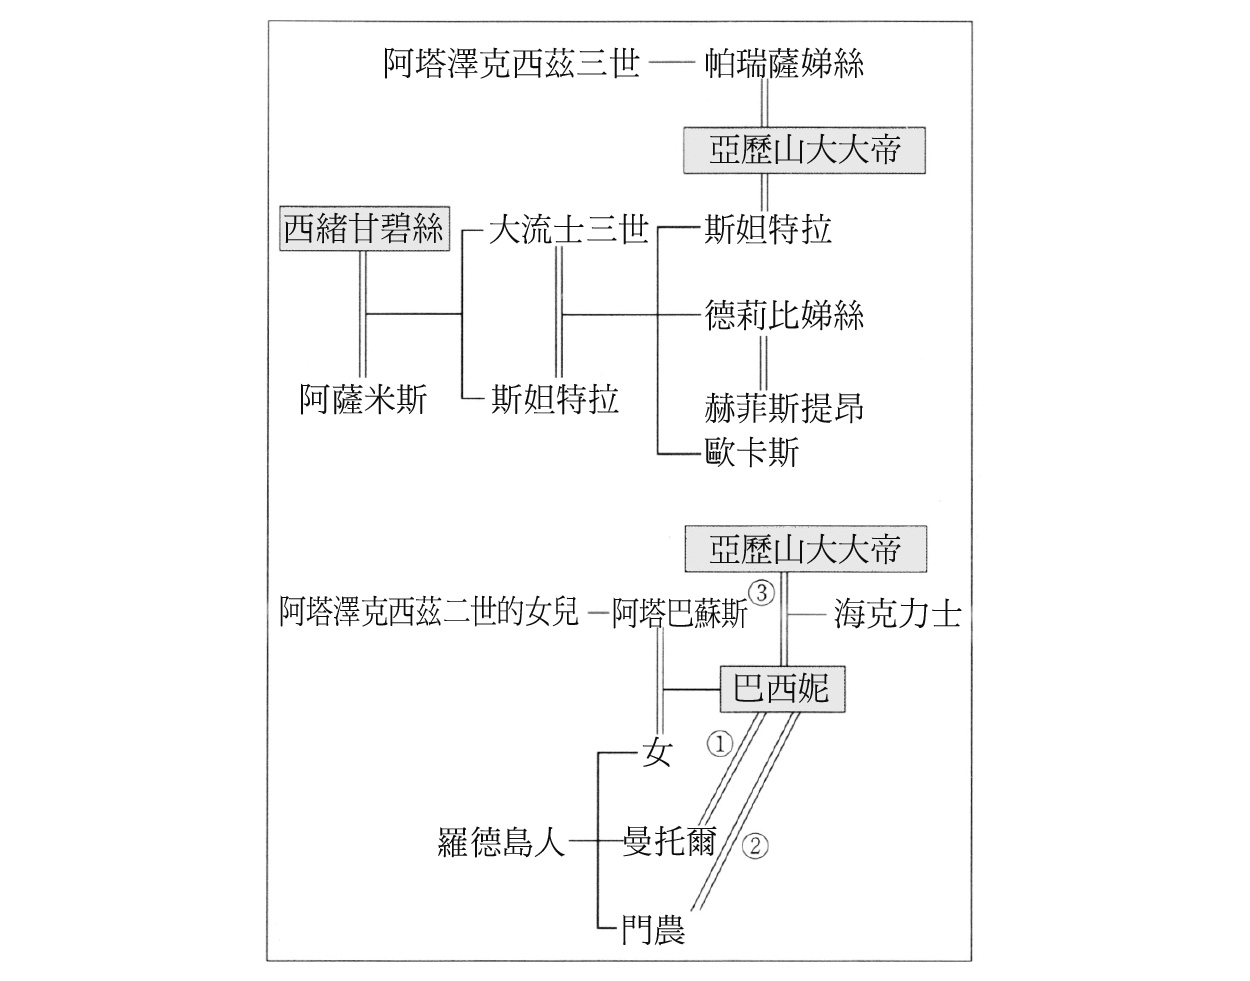 阿塔澤克西茲三世 帕瑞薩娣絲
亞歷山大大帝
西緒甘碧絲 大流士三世 斯妲特拉
德莉比娣絲
阿薩米斯 斯妲特拉 赫菲斯提昂
歐卡斯
亞歷山大大帝
③
阿塔澤克西茲二世的女兒 阿塔巴蘇斯 海克力士
巴西妮
①
女
羅德島人 曼托爾 ②
門農